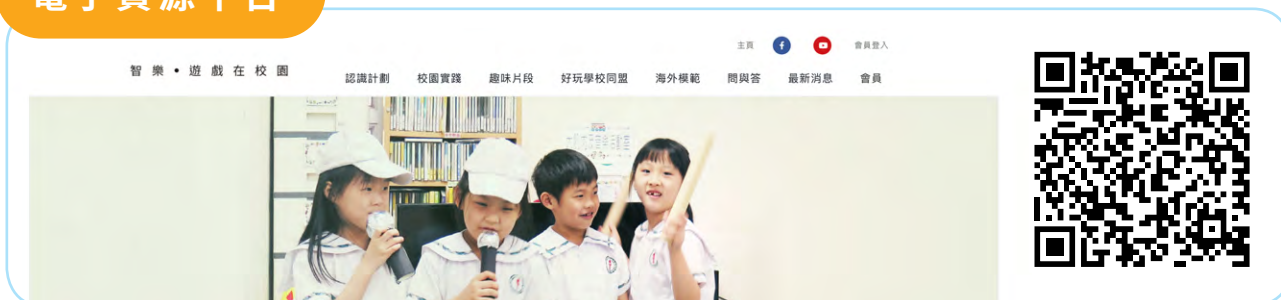 電子資源平台
主頁
會員登入
智樂•遊戲在校園
認識計劃 校園實踐 趣味片段 好玩學校同盟 海外模範 問與答 最新消息 會員